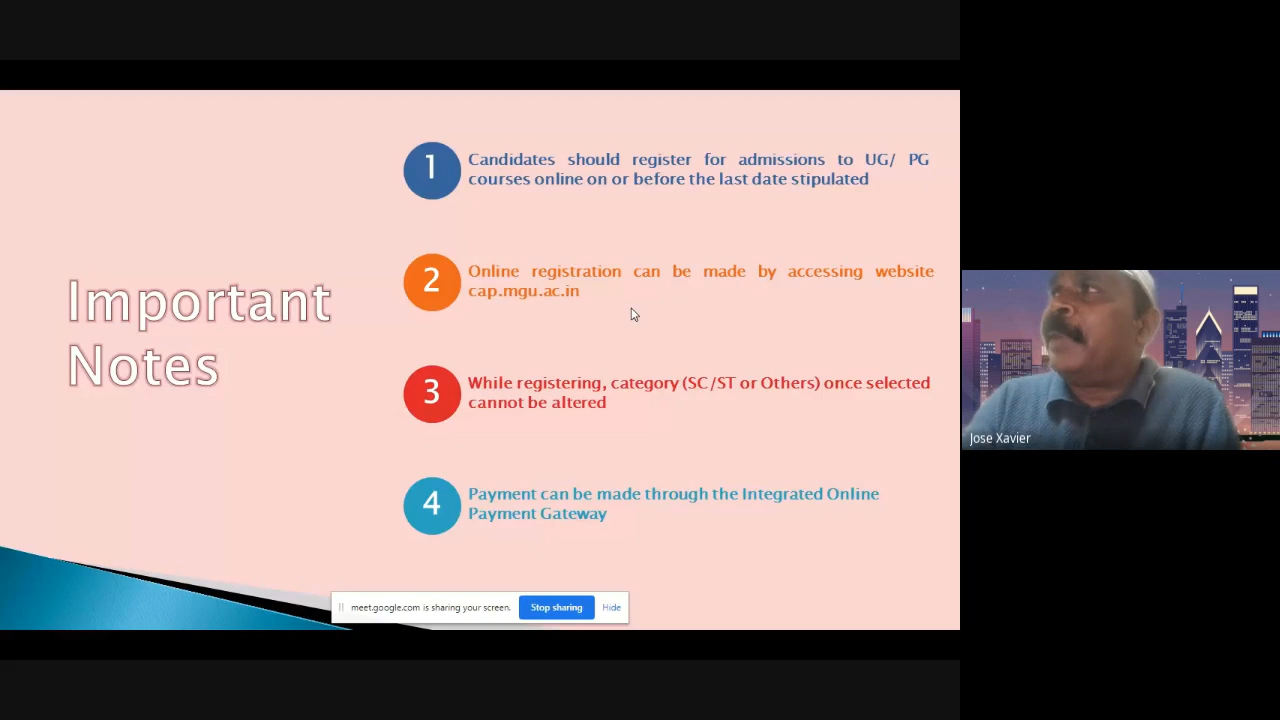 Important
Notes
1
Candidates should register for admissions to UG/ PG
courses online on or before the last date stipulated
2
Online registration can be made by accessing website
cap.mgu.ac.in
3
While registering, category (SC/ST or Others) once selected
cannot be altered
4
Payment can be made through the Integrated Online
Payment Gateway
meet.google.com is sharing your screen. Stop sharing Hide
Jose Xavier